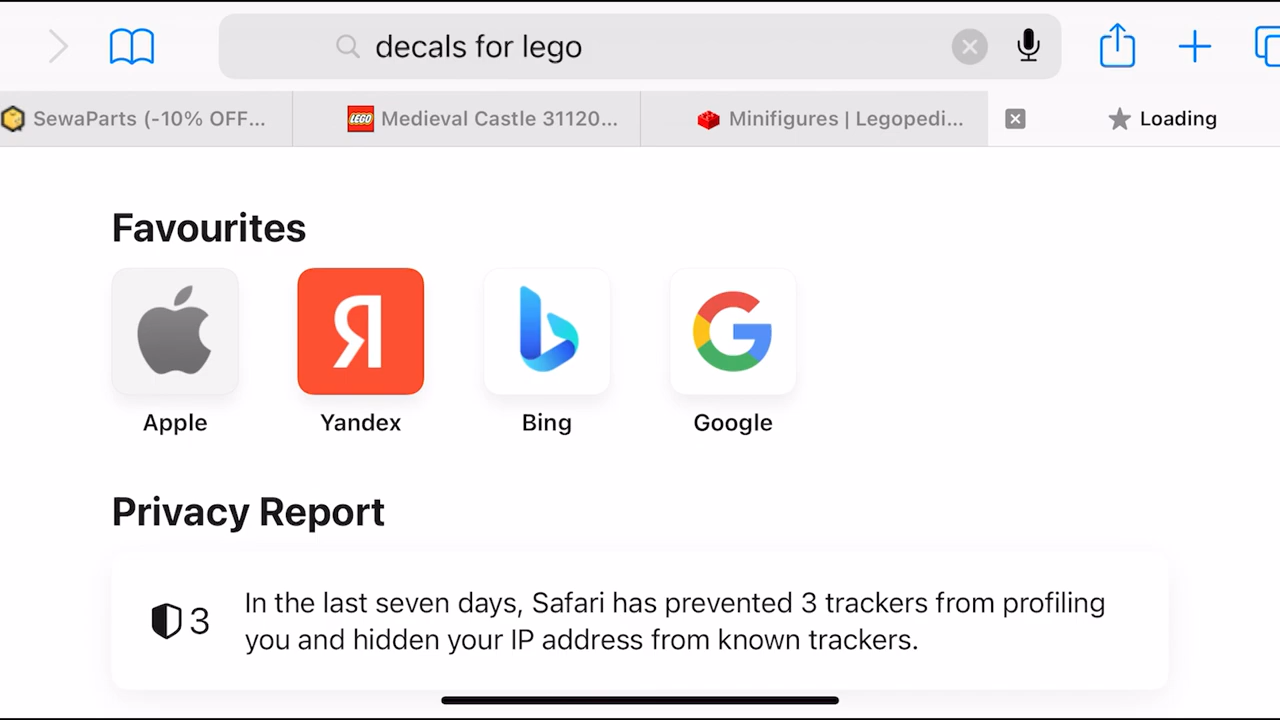 decals for lego
SewaParts (-10% OFF...
LEGO
Medieval Castle 31120...
Minifigures | Legopedi...
Loading
Favourites
Я
Apple
Yandex
Bing
Google
Privacy Report
3
In the last seven days, Safari has prevented 3 trackers from profiling
you and hidden your IP address from known trackers.